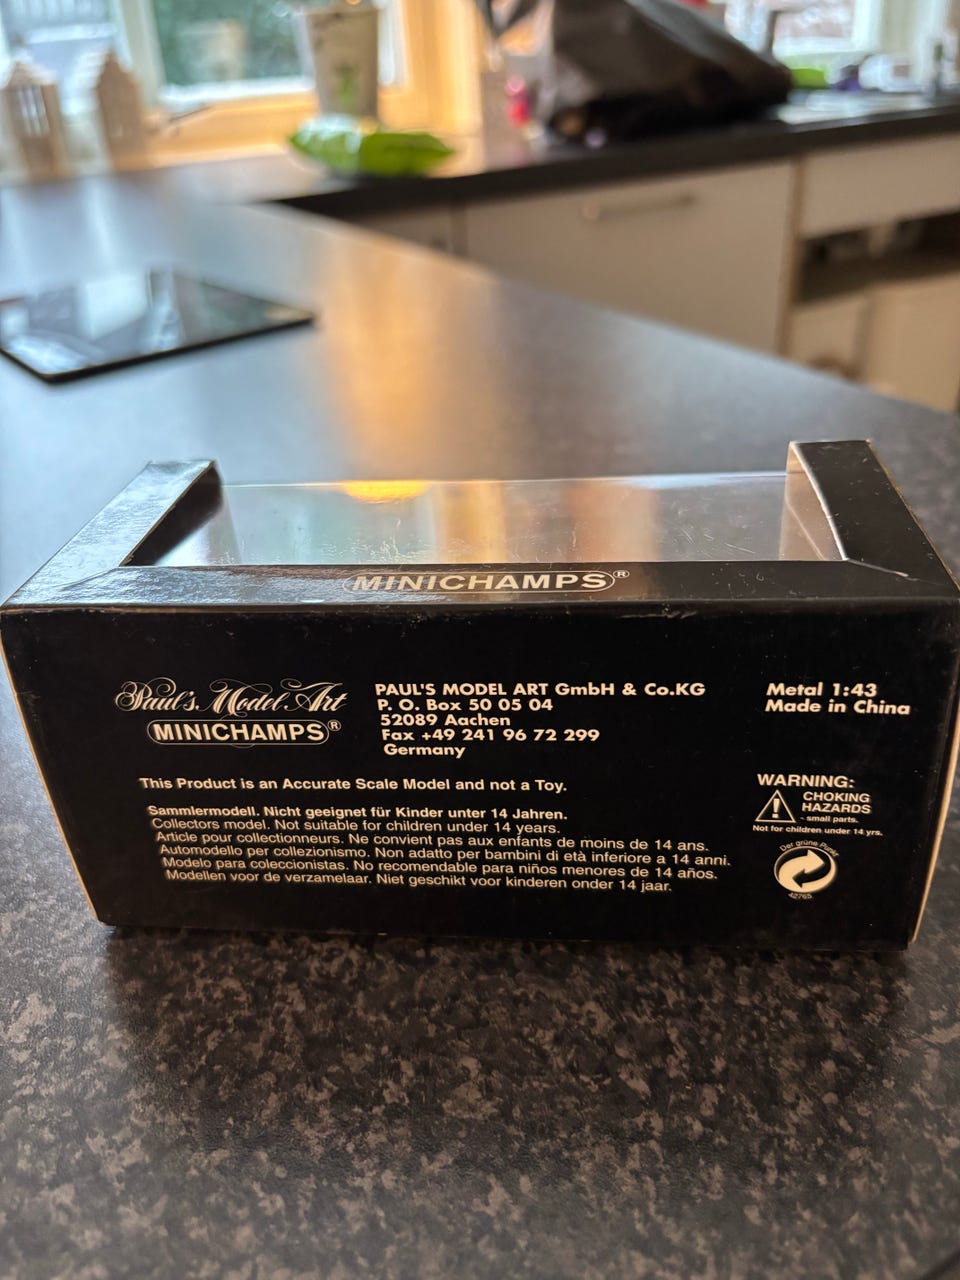 MINICHAMPS®
Paul's Model Art
MINICHAMPS®
PAUL'S MODEL ART GmbH & Co.KG
P. O. Box 50 05 04
52089 Aachen
Fax +49 241 96 72 299
Germany
Metal 1:43
Made in China
This Product is an Accurate Scale Model and not a Toy.
Sammlermodell. Nicht geeignet für Kinder unter 14 Jahren.
Collectors model. Not suitable for children under 14 years.
Article pour collectionneurs. Ne convient pas aux enfants de moins de 14 ans.
Automodello per collezionismo. Non adatto per bambini di età inferiore a 14 anni.
Modelo para coleccionistas. No recomendable para niños menores de 14 años.
Modellen voor de verzamelaar. Niet geschikt voor kinderen onder 14 jaar.
WARNING:
CHOKING
HAZARDS
- small parts.
Not for children under 14 yrs.
Der grüne Punkt
42765